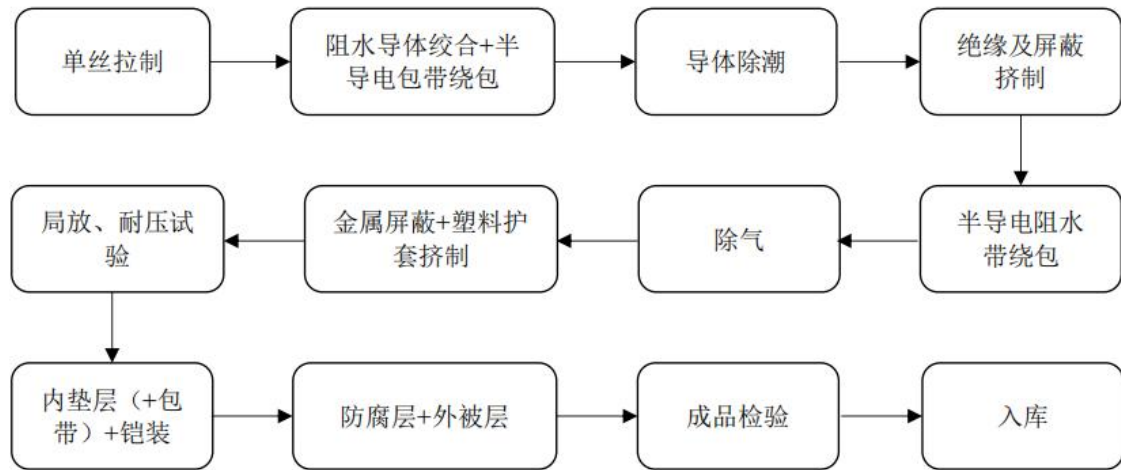 单丝拉制
阻水导体绞合+半
导电包带绕包
导体除潮
绝缘及屏蔽
挤制
半导电阻水
带绕包
除气
金属屏蔽+塑料护
套挤制
局放、耐压试
验
内垫层（+包
带）+铠装
防腐层+外被层
成品检验
入库